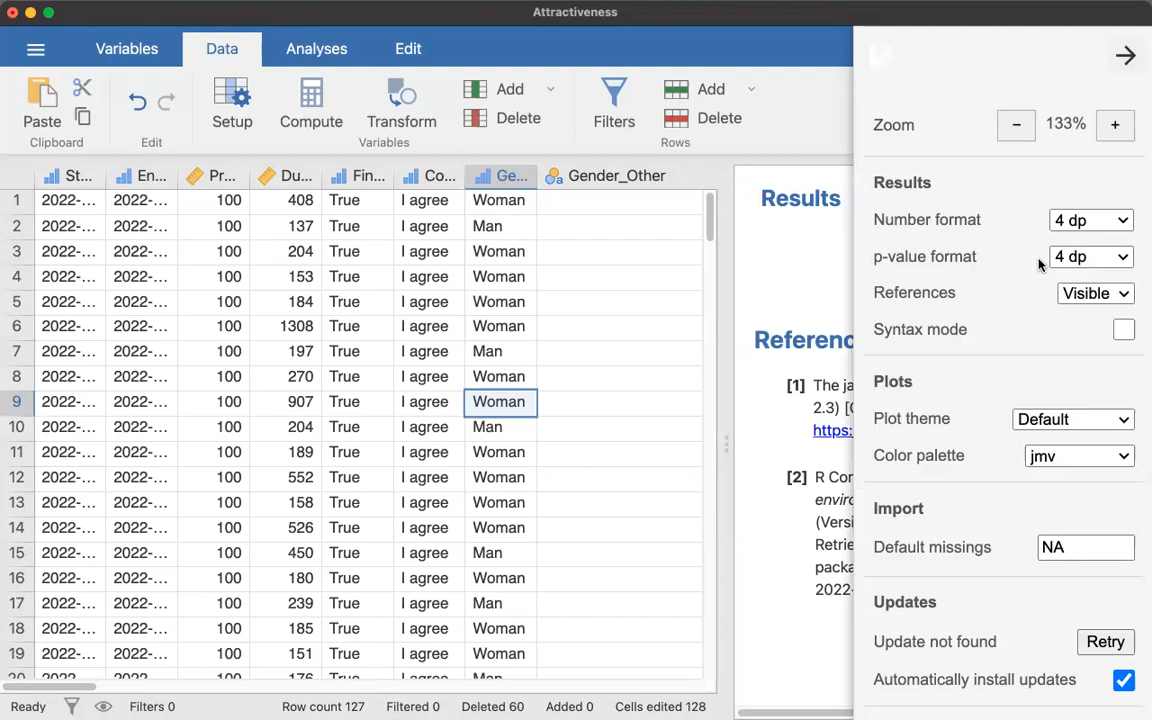 Attractiveness
Variables Data Analyses Edit
Paste Setup Compute Transform Add Delete Filters Add Delete
Clipboard Edit Variables Rows
St... En... Pr... Du... Fin... Co... Ge... Gender_Other
1 2022-... 2022-... 100 408 True I agree Woman
2 2022-... 2022-... 100 137 True I agree Man
3 2022-... 2022-... 100 204 True I agree Woman
4 2022-... 2022-... 100 153 True I agree Woman
5 2022-... 2022-... 100 184 True I agree Woman
6 2022-... 2022-... 100 1308 True I agree Woman
7 2022-... 2022-... 100 197 True I agree Man
8 2022-... 2022-... 100 270 True I agree Woman
9 2022-... 2022-... 100 907 True I agree Woman
10 2022-... 2022-... 100 204 True I agree Man
11 2022-... 2022-... 100 189 True I agree Woman
12 2022-... 2022-... 100 552 True I agree Woman
13 2022-... 2022-... 100 158 True I agree Woman
14 2022-... 2022-... 100 526 True I agree Woman
15 2022-... 2022-... 100 450 True I agree Man
16 2022-... 2022-... 100 180 True I agree Woman
17 2022-... 2022-... 100 239 True I agree Man
18 2022-... 2022-... 100 185 True I agree Woman
19 2022-... 2022-... 100 151 True I agree Woman
Ready Filters 0 Row count 127 Filtered 0 Deleted 60 Added 0 Cells edited 128
Results
[1] The
2.3)
https:
[2] R
(Versi
Retrie
packa
2022-
Zoom − 133% +
Results
Number format 4 dp
p-value format 4 dp
References Visible
Syntax mode
Plots
Plot theme Default
Color palette jmv
Import
Default missings NA
Updates
Update not found Retry
Automatically install updates